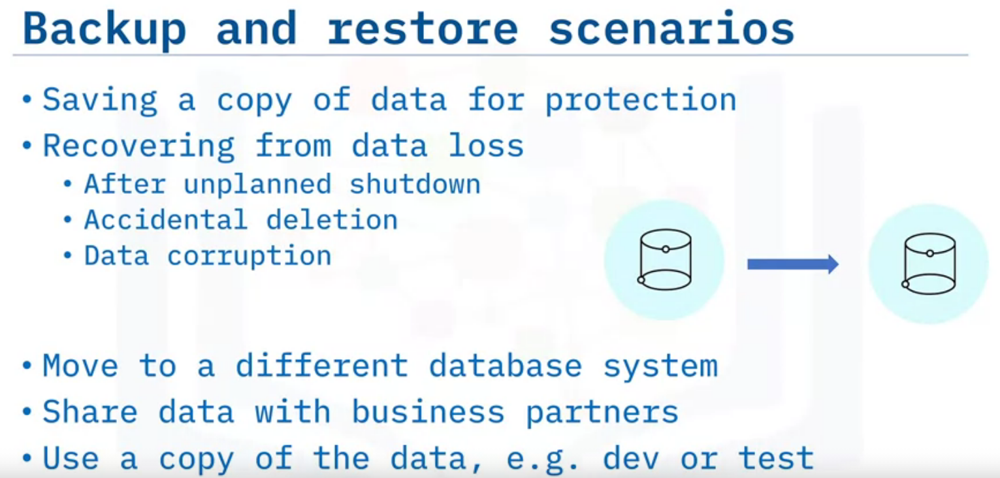 Backup and restore scenarios
• Saving a copy of data for protection
• Recovering from data loss
• After unplanned shutdown
• Accidental deletion
• Data corruption
• Move to a different database system
• Share data with business partners
• Use a copy of the data, e.g. dev or test